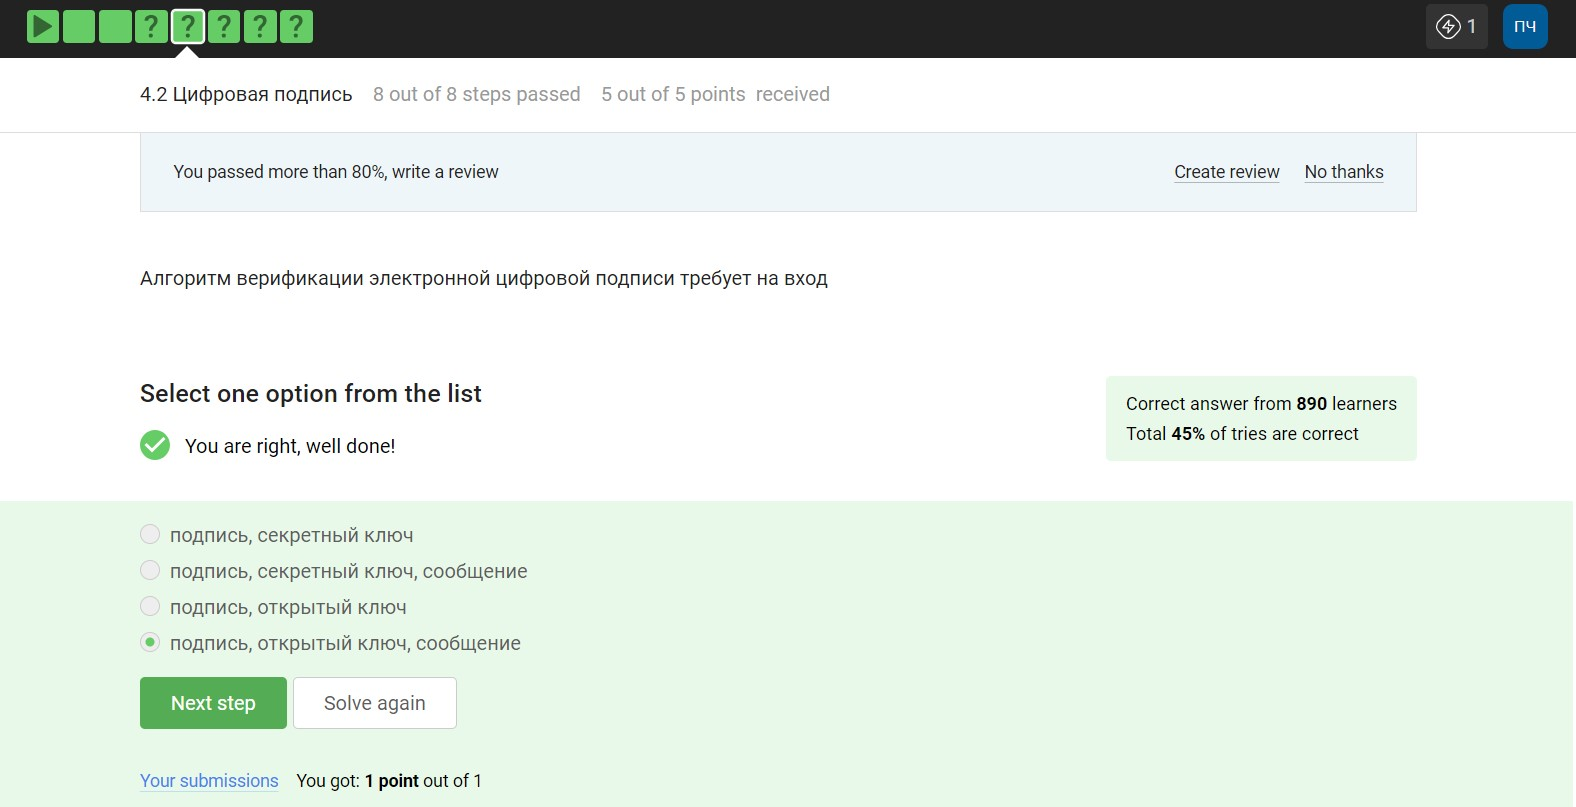 ? ? ? ? ?
1
ПЧ
4.2 Цифровая подпись 8 out of 8 steps passed 5 out of 5 points received
You passed more than 80%, write a review Create review No thanks
Алгоритм верификации электронной цифровой подписи требует на вход
Select one option from the list
You are right, well done!
Correct answer from 890 learners
Total 45% of tries are correct
подпись, секретный ключ
подпись, секретный ключ, сообщение
подпись, открытый ключ
подпись, открытый ключ, сообщение
Next step Solve again
Your submissions You got: 1 point out of 1